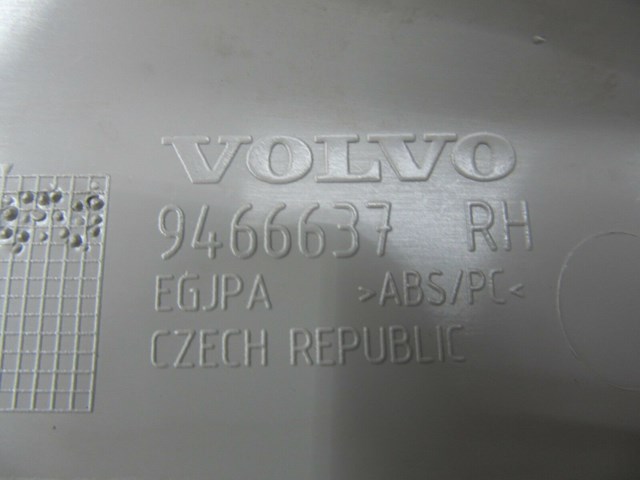 VOLVO
9466637 RH
EGJPA >ABS/PC<
CZECH REPUBLIC